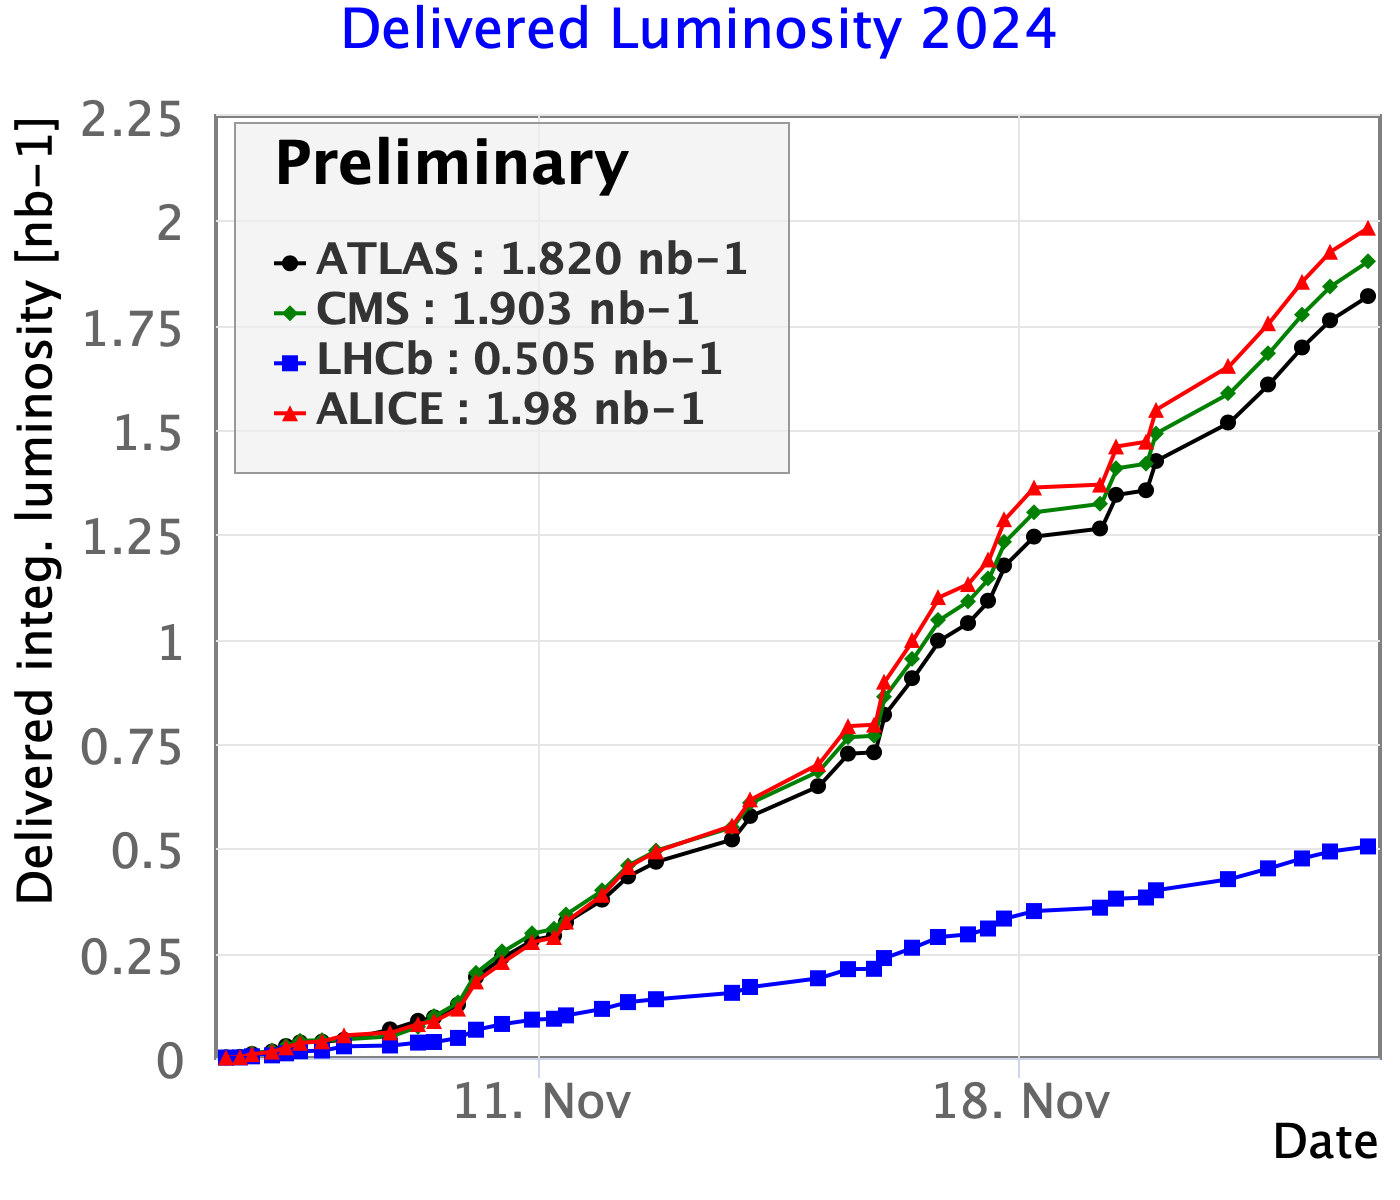 Delivered Luminosity 2024
Delivered integ. luminosity [nb-1]
2.25
2
1.75
1.5
1.25
1
0.75
0.5
0.25
0
Preliminary
ATLAS : 1.820 nb-1
CMS : 1.903 nb-1
LHCb : 0.505 nb-1
ALICE : 1.98 nb-1
11. Nov
18. Nov
Date